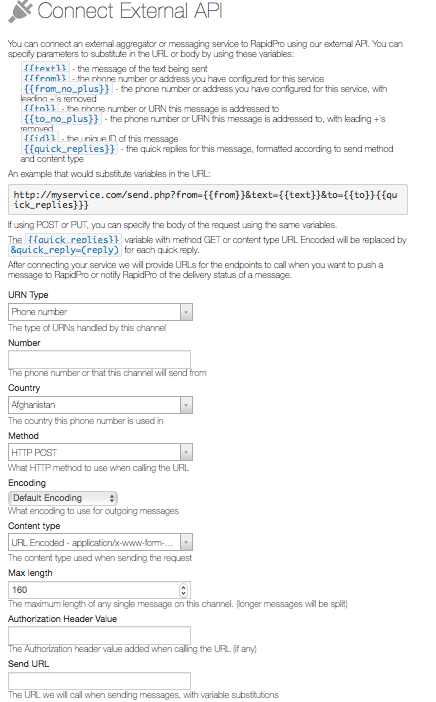 Connect External API
You can connect an external aggregator or messaging service to RapidPro using our external API. You can
specify parameters to substitute in the URL or body by using these variables:
{{text}} - the message of the text being sent
{{from}} - the phone number or address you have configured for this service
{{from_no_plus}} - the phone number or address you have configured for this service, with
leading +'s removed
{{to}} - the phone number or URN this message is addressed to
{{to_no_plus}} - the phone number or URN this message is addressed to, with leading +'s
removed
{{id}} - the unique ID of this message
{{quick_replies}} - the quick replies for this message, formatted according to send method
and content type
An example that would substitute variables in the URL:
http://myservice.com/send.php?from={{from}}&text={{text}}&to={{to}}{{qu
ick_replies}}}
If using POST or PUT, you can specify the body of the request using the same variables.
The {{quick_replies}} variable with method GET or content type URL Encoded will be replaced by
&quick_reply=(reply) for each quick reply.
After connecting your service we will provide URLs for the endpoints to call when you want to push a
message to RapidPro or notify RapidPro of the delivery status of a message.
URN Type
Phone number
The type of URNs handled by this channel
Number
The phone number or that this channel will send from
Country
Afghanistan
The country this phone number is used in
Method
HTTP POST
What HTTP method to use when calling the URL
Encoding
Default Encoding
What encoding to use for outgoing messages
Content type
URL Encoded - application/x-www-form-...
The content type used when sending the request
Max length
160
The maximum length of any single message on this channel. (longer messages will be split)
Authorization Header Value
The Authorization header value added when calling the URL (if any)
Send URL
The URL we will call when sending messages, with variable substitutions